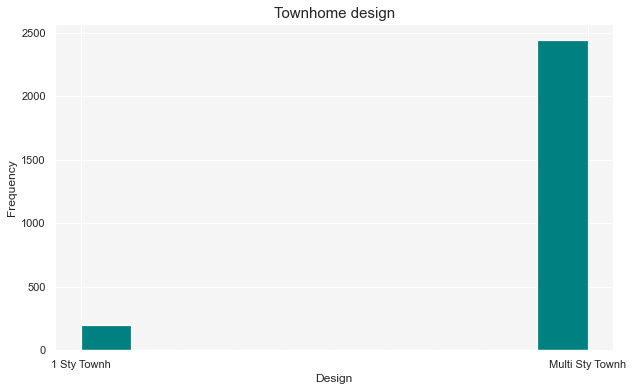 Townhome design
2500
2000
1500
1000
500
0
Frequency
1 Sty Townh
Multi Sty Townh
Design